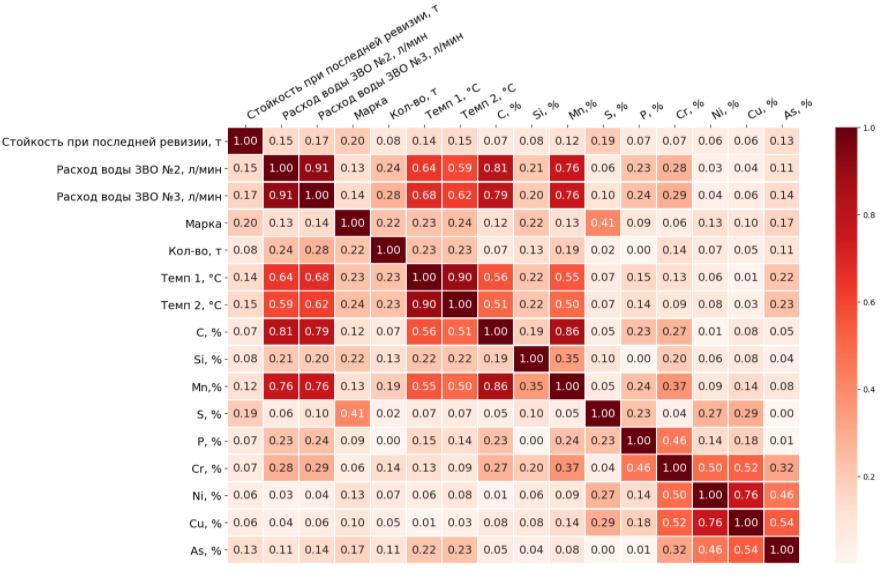 Стойкость при последней ревизии, т
Расход воды ЗВО №2, л/мин
Расход воды ЗВО №3, л/мин
Марка
Кол-во, т
Темп 1, °C
Темп 2, °C
C, %
Si, %
Mn,%
S, %
P, %
Cr, %
Ni, %
Cu, %
As, %
Стойкость при последней ревизии, т 1.00 0.15 0.17 0.20 0.08 0.14 0.15 0.07 0.08 0.12 0.19 0.07 0.07 0.06 0.06 0.13
Расход воды ЗВО №2, л/мин 0.15 1.00 0.91 0.13 0.24 0.64 0.59 0.81 0.21 0.76 0.06 0.23 0.28 0.03 0.04 0.11
Расход воды ЗВО №3, л/мин 0.17 0.91 1.00 0.14 0.28 0.68 0.62 0.79 0.20 0.76 0.10 0.24 0.29 0.04 0.06 0.14
Марка 0.20 0.13 0.14 1.00 0.22 0.23 0.24 0.12 0.22 0.13 0.41 0.09 0.06 0.13 0.10 0.17
Кол-во, т 0.08 0.24 0.28 0.22 1.00 0.23 0.23 0.07 0.13 0.19 0.02 0.00 0.14 0.07 0.05 0.11
Темп 1, °C 0.14 0.64 0.68 0.23 0.23 1.00 0.90 0.56 0.22 0.55 0.07 0.15 0.13 0.06 0.01 0.22
Темп 2, °C 0.15 0.59 0.62 0.24 0.23 0.90 1.00 0.51 0.22 0.50 0.07 0.14 0.09 0.08 0.03 0.23
C, % 0.07 0.81 0.79 0.12 0.07 0.56 0.51 1.00 0.19 0.86 0.05 0.23 0.27 0.01 0.08 0.05
Si, % 0.08 0.21 0.20 0.22 0.13 0.22 0.22 0.19 1.00 0.35 0.10 0.00 0.20 0.06 0.08 0.04
Mn,% 0.12 0.76 0.76 0.13 0.19 0.55 0.50 0.86 0.35 1.00 0.05 0.24 0.37 0.09 0.14 0.08
S, % 0.19 0.06 0.10 0.41 0.02 0.07 0.07 0.05 0.10 0.05 1.00 0.23 0.04 0.27 0.29 0.00
P, % 0.07 0.23 0.24 0.09 0.00 0.15 0.14 0.23 0.00 0.24 0.23 1.00 0.46 0.14 0.18 0.01
Cr, % 0.07 0.28 0.29 0.06 0.14 0.13 0.09 0.27 0.20 0.37 0.04 0.46 1.00 0.50 0.52 0.32
Ni, % 0.06 0.03 0.04 0.13 0.07 0.06 0.08 0.01 0.06 0.09 0.27 0.14 0.50 1.00 0.76 0.46
Cu, % 0.06 0.04 0.06 0.10 0.05 0.01 0.03 0.08 0.08 0.14 0.29 0.18 0.52 0.76 1.00 0.54
As, % 0.13 0.11 0.14 0.17 0.11 0.22 0.23 0.05 0.04 0.08 0.00 0.01 0.32 0.46 0.54 1.00
1.0
0.8
0.6
0.4
0.2